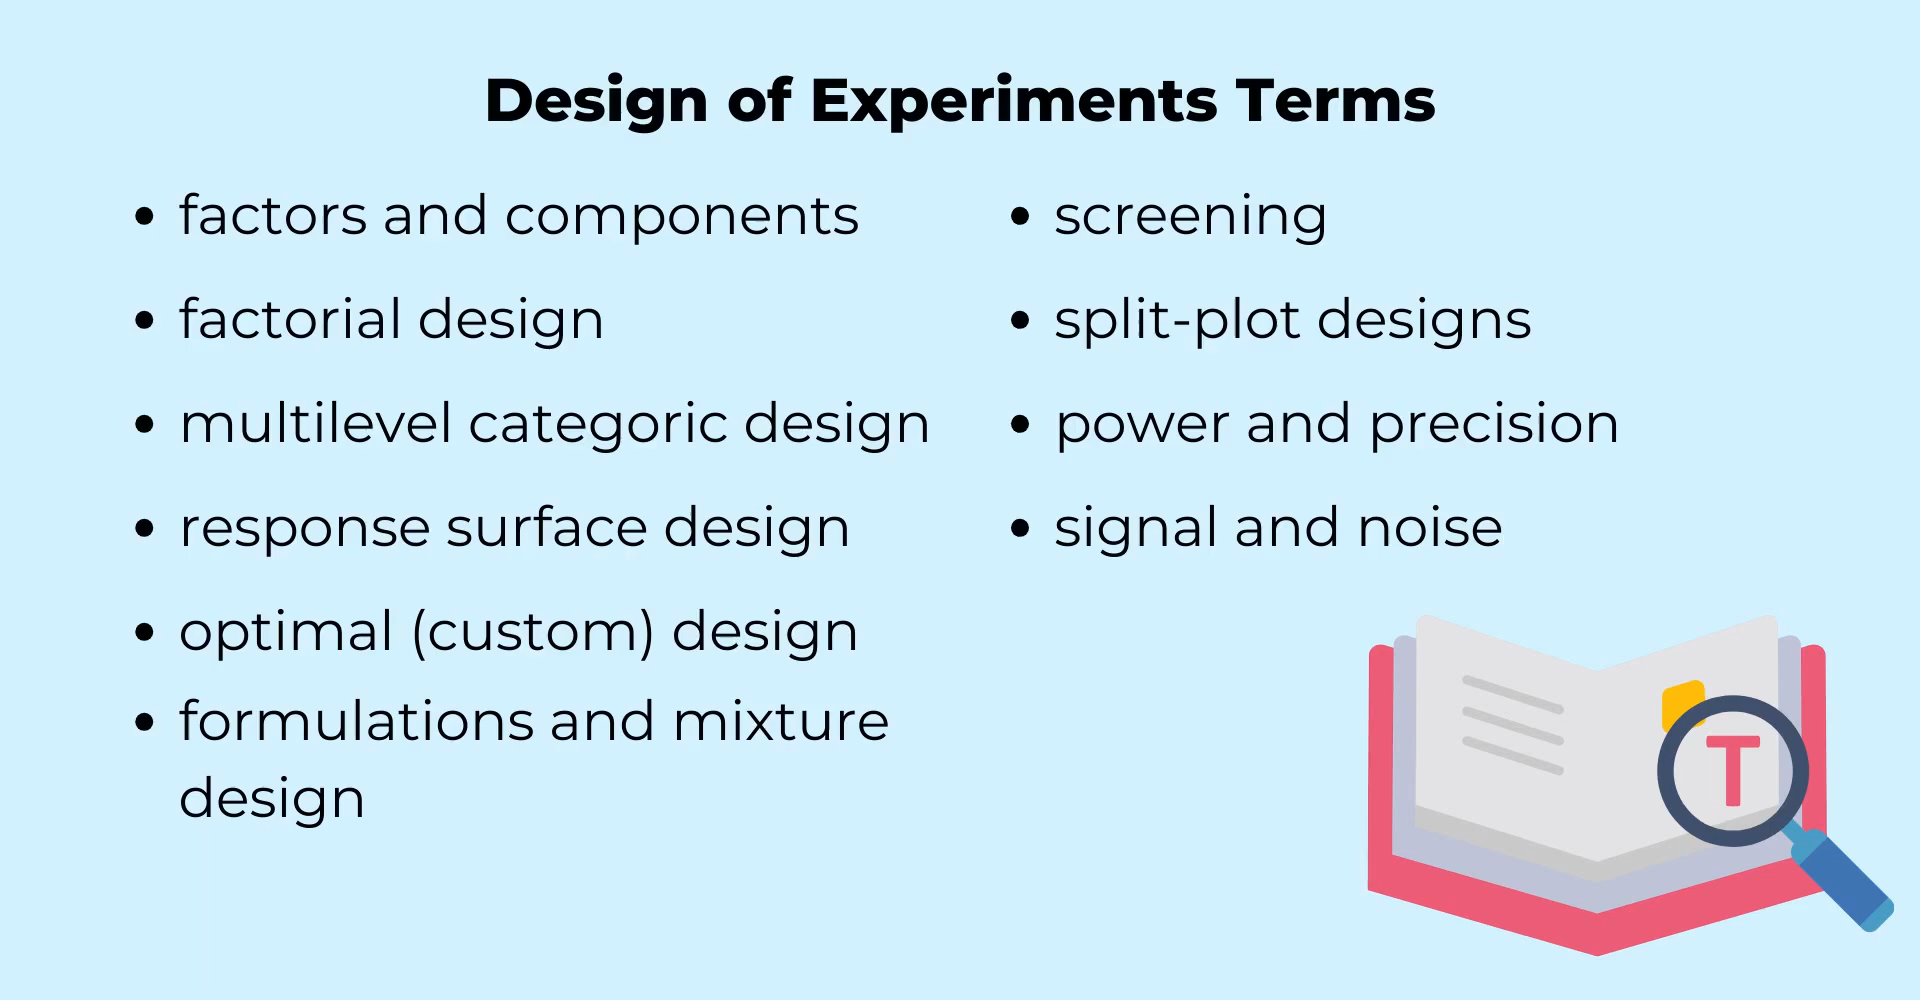 Design of Experiments Terms
• factors and components
• factorial design
• multilevel categoric design
• response surface design
• optimal (custom) design
• formulations and mixture
design
• screening
• split-plot designs
• power and precision
• signal and noise
T